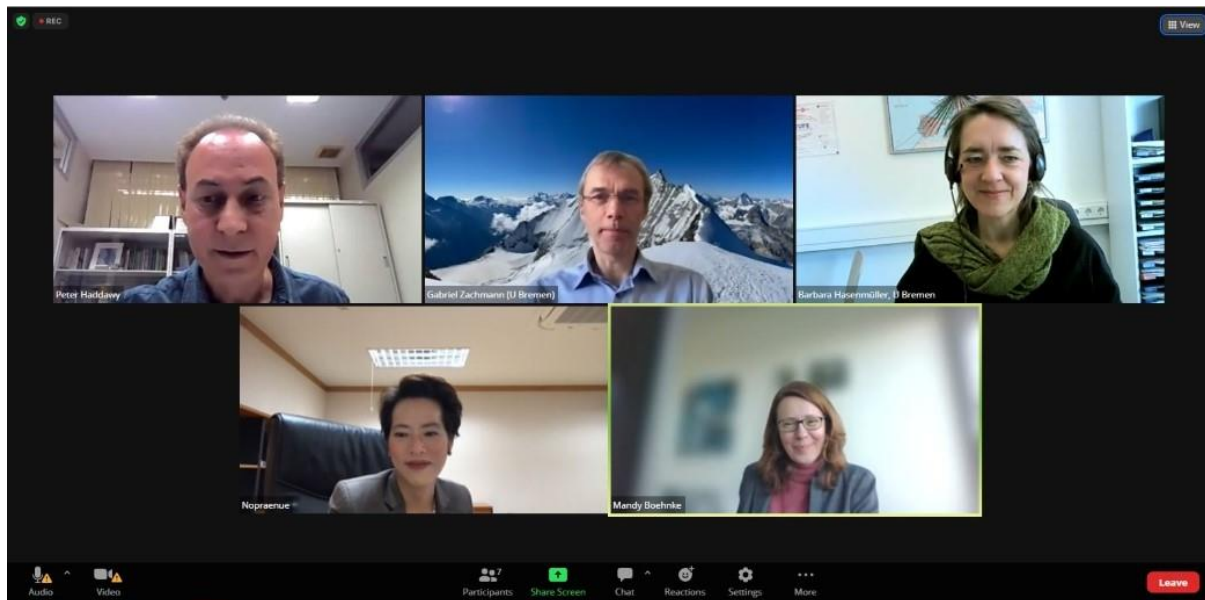 REC
View
Peter Haddawy
Gabriel Zachmann (U Bremen)
Barbara Hasenmüller, U Bremen
Nopraenue
Mandy Boehnke
Audio
Video
Participants
7
Share Screen
Chat
Reactions
Settings
More
Leave